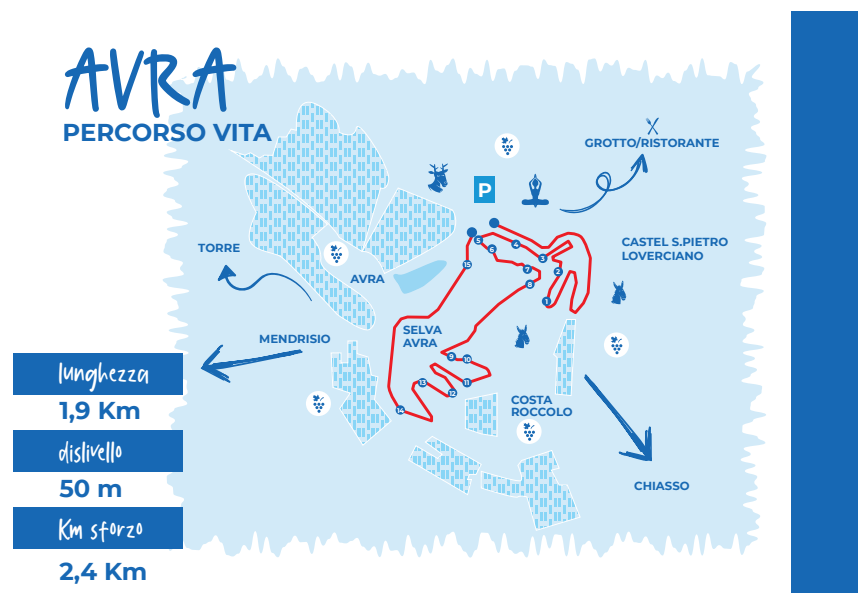 AVRA
PERCORSO VITA
GROTTO/RISTORANTE
P
CASTEL S.PIETRO
LOVERCIANO
TORRE
AVRA
5
4
6
3
15
7
2
8
1
MENDRISIO
SELVA
AVRA
9
10
13
11
12
14
COSTA
ROCCOLO
CHIASSO
lunghezza
1,9 Km
dislivello
50 m
Km sforzo
2,4 Km